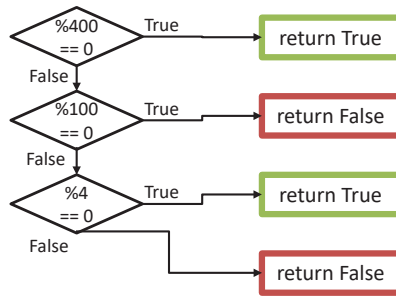 %400
== 0
True
return True
False
%100
== 0
True
return False
False
%4
== 0
True
return True
False
return False